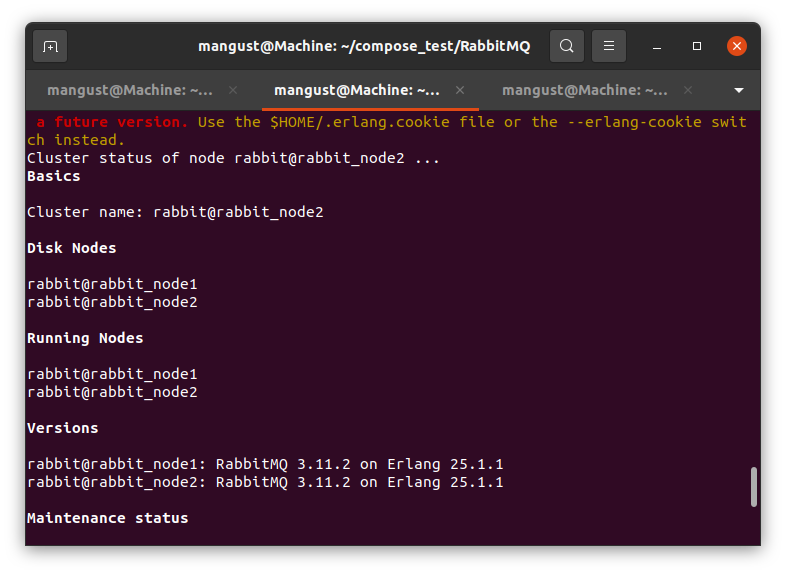 mangust@Machine: ~/compose_test/RabbitMQ
mangust@Machine: ~... mangust@Machine: ~... mangust@Machine: ~...
a future version. Use the $HOME/.erlang.cookie file or the --erlang-cookie swit
ch instead.
Cluster status of node rabbit@rabbit_node2 ...
Basics
Cluster name: rabbit@rabbit_node2
Disk Nodes
rabbit@rabbit_node1
rabbit@rabbit_node2
Running Nodes
rabbit@rabbit_node1
rabbit@rabbit_node2
Versions
rabbit@rabbit_node1: RabbitMQ 3.11.2 on Erlang 25.1.1
rabbit@rabbit_node2: RabbitMQ 3.11.2 on Erlang 25.1.1
Maintenance status